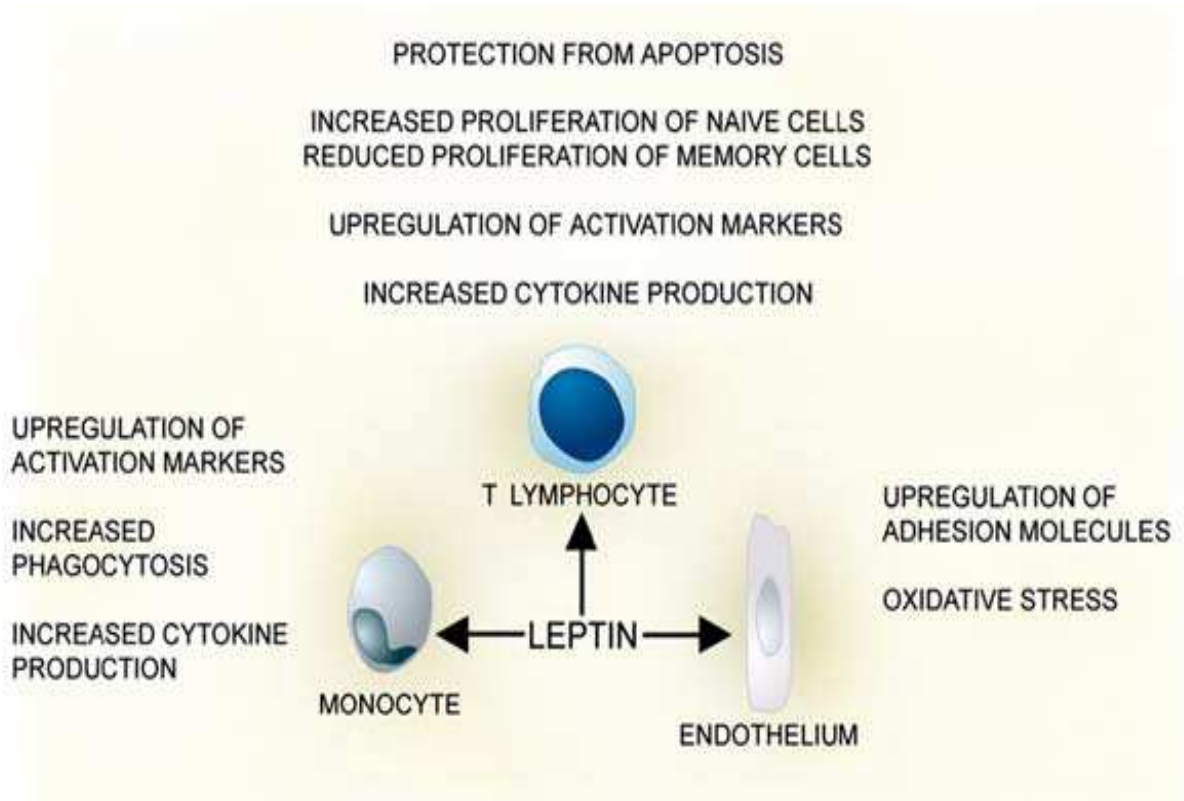 PROTECTION FROM APOPTOSIS
INCREASED PROLIFERATION OF NAIVE CELLS
REDUCED PROLIFERATION OF MEMORY CELLS
UPREGULATION OF ACTIVATION MARKERS
INCREASED CYTOKINE PRODUCTION
UPREGULATION OF
ACTIVATION MARKERS
INCREASED
PHAGOCYTOSIS
INCREASED CYTOKINE
PRODUCTION
T LYMPHOCYTE
LEPTIN
MONOCYTE
ENDOTHELIUM
UPREGULATION OF
ADHESION MOLECULES
OXIDATIVE STRESS